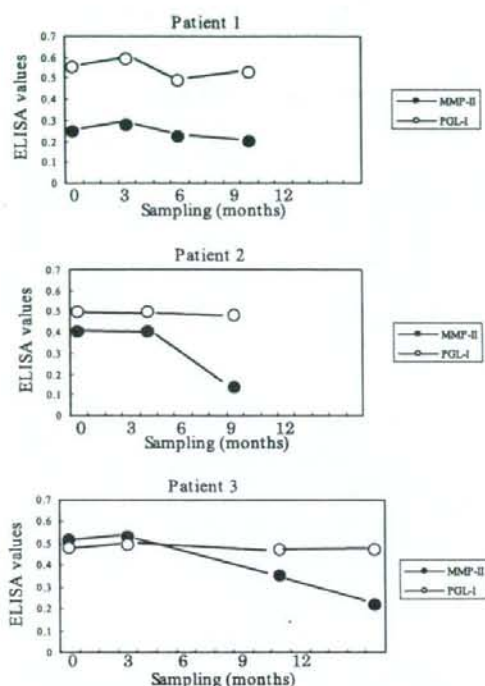 Patient 1
0.7
0.6
0.5
0.4
0.3
0.2
0.1
0
ELISA values
0 3 6 9 12
Sampling (months)
MMP-II
PGL-I
Patient 2
0.7
0.6
0.5
0.4
0.3
0.2
0.1
0
ELISA values
0 3 6 9 12
Sampling (months)
MMP-II
PGL-I
Patient 3
0.7
0.6
0.5
0.4
0.3
0.2
0.1
0
ELISA values
0 3 6 9 12
Sampling (months)
MMP-II
PGL-I